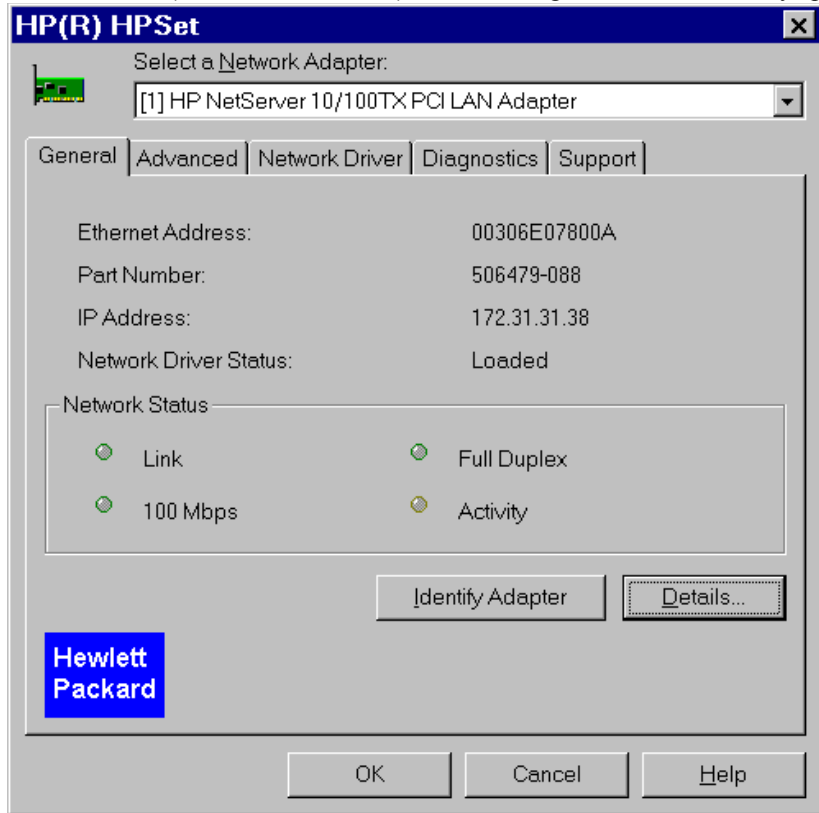 HP(R) HPSet
Select a Network Adapter:
[1] HP NetServer 10/100TX PCI LAN Adapter
General Advanced Network Driver Diagnostics Support
Ethernet Address: 00306E07800A
Part Number: 506479-088
IP Address: 172.31.31.38
Network Driver Status: Loaded
Network Status
Link Full Duplex
100 Mbps Activity
Identify Adapter Details...
Hewlett
Packard
OK Cancel Help